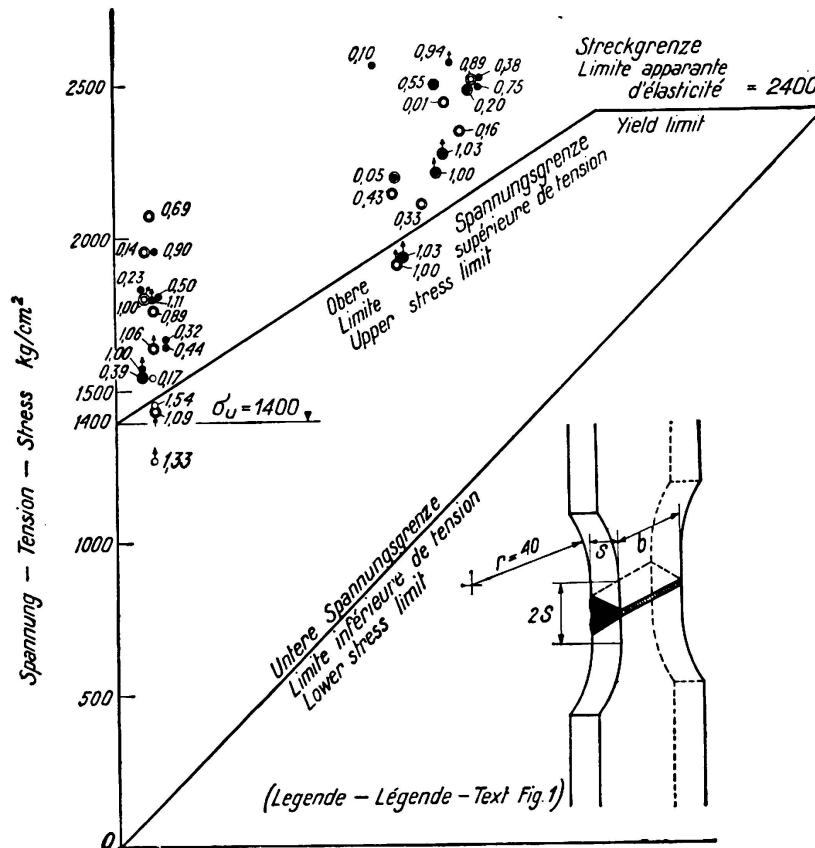 Spannung – Tension – Stress kg/cm²
2500
2000
1500
1400
1000
500
0
0,10
0,94
0,89
0,38
0,55
0,75
0,01
0,20
0,16
1,03
1,00
0,05
0,43
0,33
1,03
1,00
0,69
0,14
0,90
0,23
0,50
1,00
1,11
0,89
1,06
0,32
0,44
1,00
0,39
0,17
1,54
1,09
1,33
σu = 1400
Streckgrenze
Limite apparante
d'élasticité = 2400
Yield limit
Obere Spannungsgrenze
Limite supérieure de tension
Upper stress limit
Untere Spannungsgrenze
Limite inférieure de tension
Lower stress limit
r = 40
s
b
2S
(Legende – Légende – Text Fig. 1)